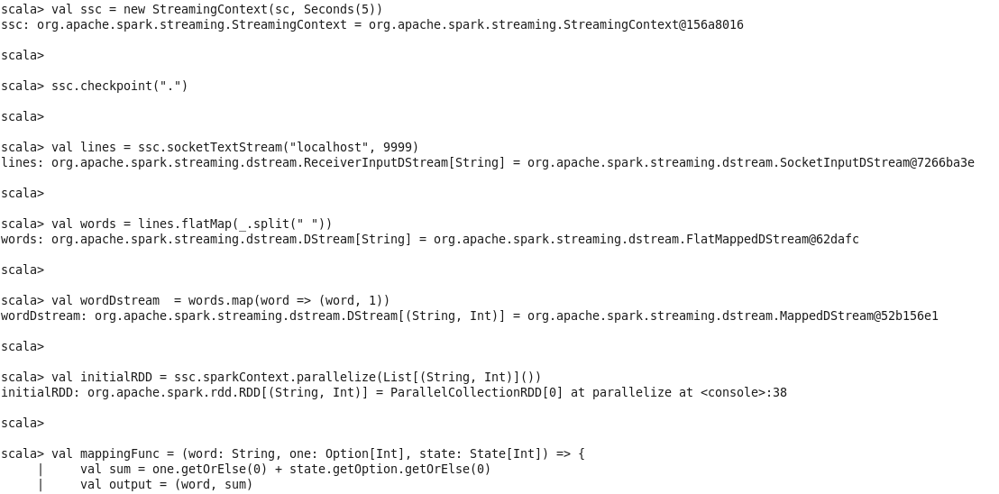 scala> val ssc = new StreamingContext(sc, Seconds(5))
ssc: org.apache.spark.streaming.StreamingContext = org.apache.spark.streaming.StreamingContext@156a8016
scala>
scala> ssc.checkpoint(".")
scala>
scala> val lines = ssc.socketTextStream("localhost", 9999)
lines: org.apache.spark.streaming.dstream.ReceiverInputDStream[String] = org.apache.spark.streaming.dstream.SocketInputDStream@7266ba3e
scala>
scala> val words = lines.flatMap(_.split(" "))
words: org.apache.spark.streaming.dstream.DStream[String] = org.apache.spark.streaming.dstream.FlatMappedDStream@62dafc
scala>
scala> val wordDstream  = words.map(word => (word, 1))
wordDstream: org.apache.spark.streaming.dstream.DStream[(String, Int)] = org.apache.spark.streaming.dstream.MappedDStream@52b156e1
scala>
scala> val initialRDD = ssc.sparkContext.parallelize(List[(String, Int)]())
initialRDD: org.apache.spark.rdd.RDD[(String, Int)] = ParallelCollectionRDD[0] at parallelize at <console>:38
scala>
scala> val mappingFunc = (word: String, one: Option[Int], state: State[Int]) => {
     |     val sum = one.getOrElse(0) + state.getOption.getOrElse(0)
     |     val output = (word, sum)